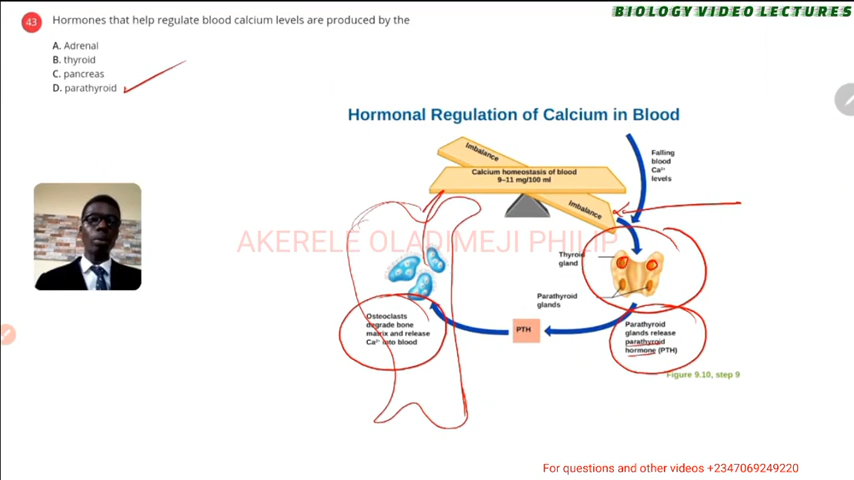 BIOLOGY VIDEO LECTURES
43 Hormones that help regulate blood calcium levels are produced by the
A. Adrenal
B. thyroid
C. pancreas
D. parathyroid
Hormonal Regulation of Calcium in Blood
Imbalance
Calcium homeostasis of blood
9–11 mg/100 ml
Imbalance
Falling
blood
Ca²⁺
levels
AKERELE OLADIMEJI PHILIP
Thyroid
gland
Parathyroid
glands
Osteoclasts
degrade bone
matrix and release
Ca²⁺ into blood
PTH
Parathyroid
glands release
parathyroid
hormone (PTH)
Figure 9.10, step 9
For questions and other videos +2347069249220